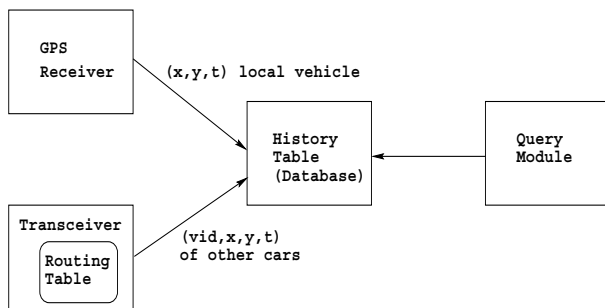 GPS
Receiver
(x,y,t) local vehicle
History
Table
(Database)
Query
Module
Transceiver
Routing
Table
(vid,x,y,t)
of other cars